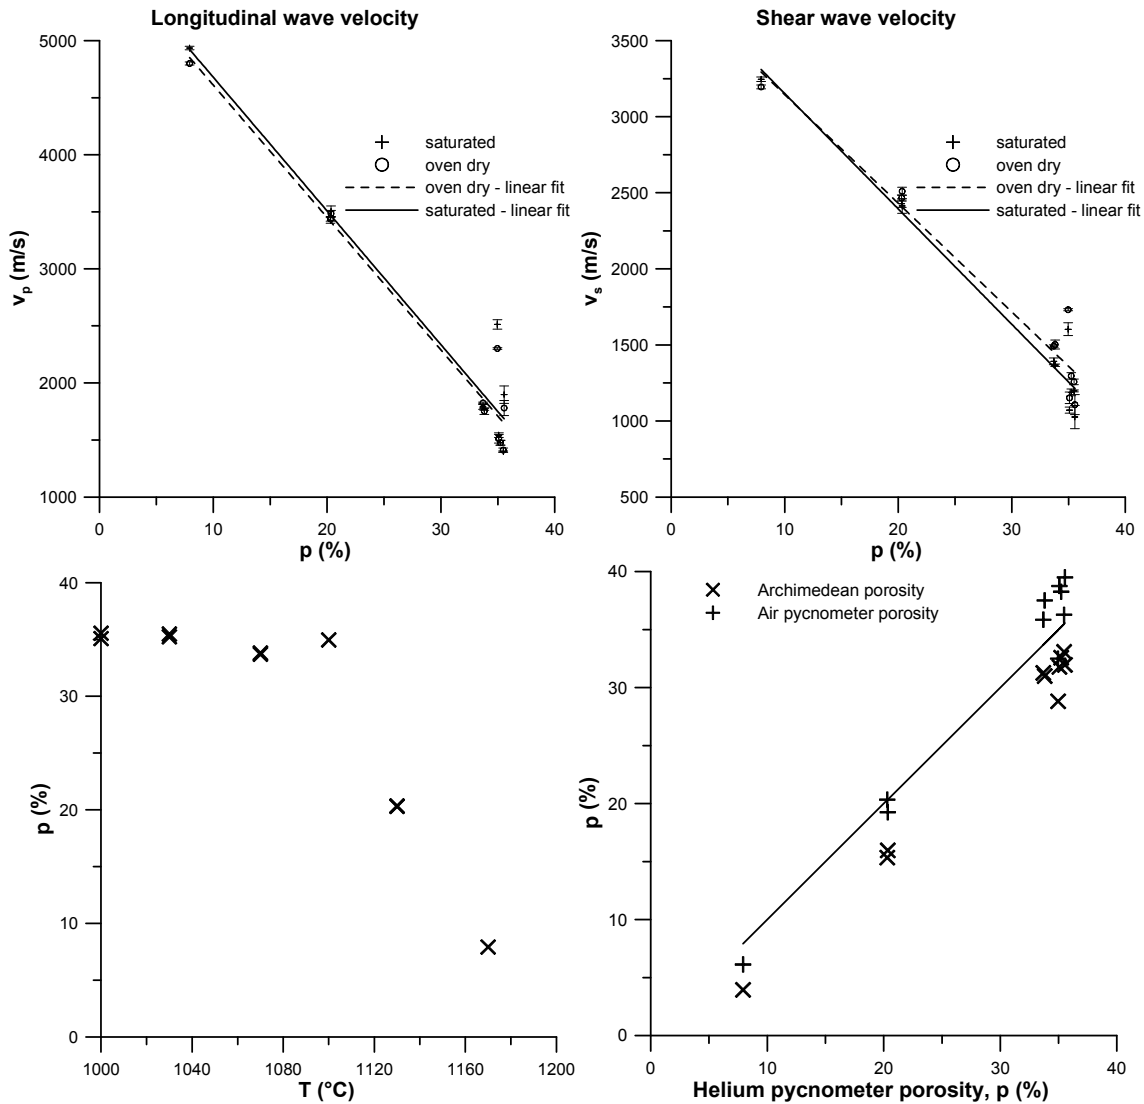 Longitudinal wave velocity
5000
4000
3000
2000
1000
v_p (m/s)
saturated
oven dry
oven dry - linear fit
saturated - linear fit
0 10 20 30 40
p (%)
Shear wave velocity
3500
3000
2500
2000
1500
1000
500
v_s (m/s)
saturated
oven dry
oven dry - linear fit
saturated - linear fit
0 10 20 30 40
p (%)
40
30
20
10
0
p (%)
1000 1040 1080 1120 1160 1200
T (°C)
40
30
20
10
0
p (%)
Archimedean porosity
Air pycnometer porosity
0 10 20 30 40
Helium pycnometer porosity, p (%)